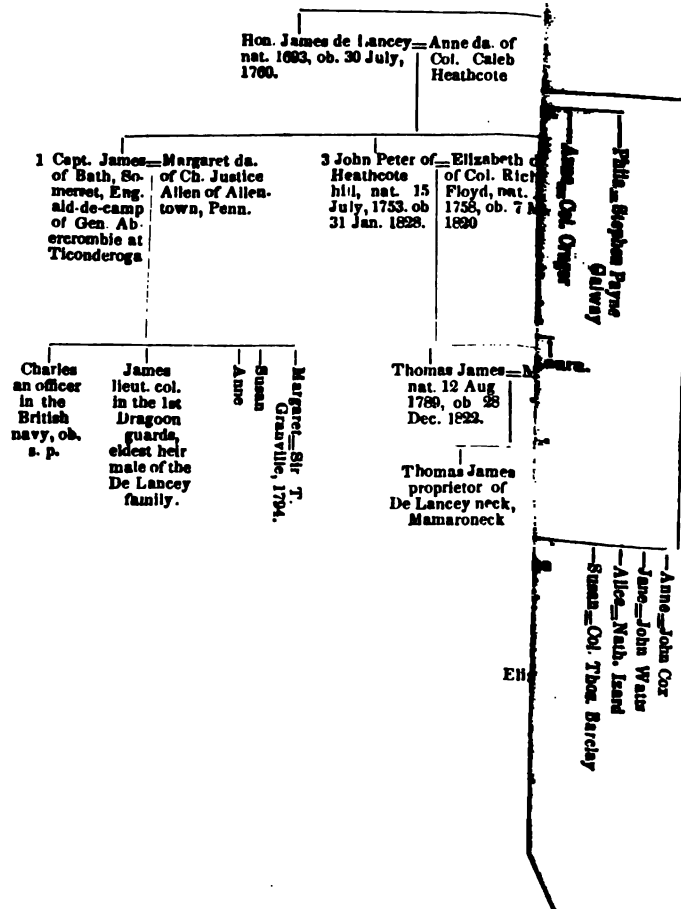 Hon. James de Lancey=
nat. 1693, ob. 30 July,
1760.
Anne da. of
Col. Caleb
Heathcote
1 Capt. James=
of Bath, So-
merset, Eng.
aid-de-camp
of Gen. Ab
ercrombie at
Ticonderoga
Margaret da.
of Ch. Justice
Allen of Allen-
town, Penn.
3 John Peter of=
Heathcote
hill, nat. 15
July, 1753. ob
31 Jan. 1828.
Elizabeth d
of Col. Rich
Floyd, nat.
1758, ob. 7 M
1820
Anne=Col. Cruger
Phila=Stephen Payne
Galway
Charles
an officer
in the
British
navy, ob.
s. p.
James
lieut. col.
in the 1st
Dragoon
guards,
eldest heir
male of the
De Lancey
family.
Anne
Susan
Margaret=Sir T.
Granville, 1794.
Thomas James=M
nat. 12 Aug
1789, ob 28
Dec. 1822.
Thomas James
proprietor of
De Lancey neck,
Mamaroneck
Eli
Susan=Col. Thos. Barclay
Alice=Nath. Izard
Jane=John Watts
Anne=John Cox